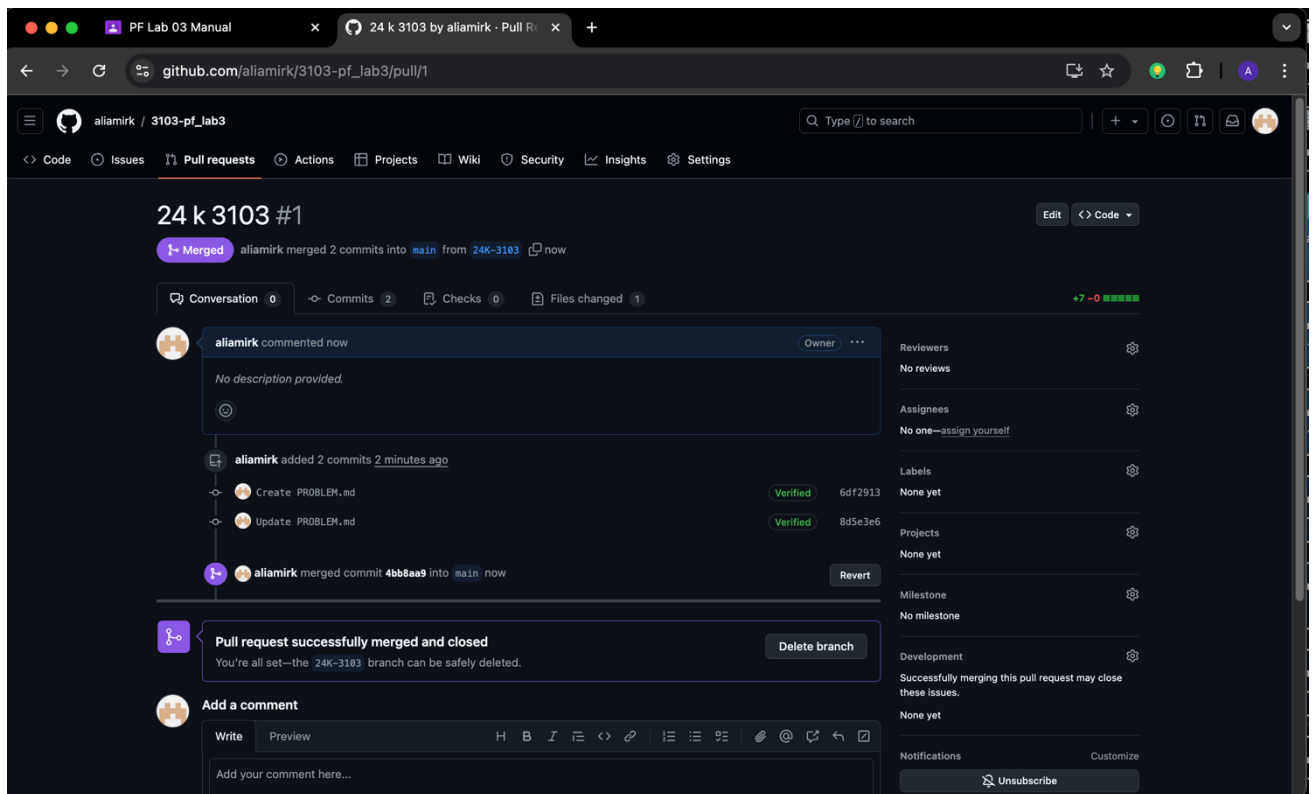 PF Lab 03 Manual
24 k 3103 by aliamirk · Pull Re
github.com/aliamirk/3103-pf_lab3/pull/1
A
aliamirk / 3103-pf_lab3
Type / to search
Code Issues Pull requests Actions Projects Wiki Security Insights Settings
24 k 3103 #1
Edit <> Code
Merged aliamirk merged 2 commits into main from 24K-3103 now
Conversation 0 Commits 2 Checks 0 Files changed 1
+7 −0
aliamirk commented now
Owner ···
No description provided.
aliamirk added 2 commits 2 minutes ago
Create PROBLEM.md Verified 6df2913
Update PROBLEM.md Verified 8d5e3e6
aliamirk merged commit 4bb8aa9 into main now
Revert
Pull request successfully merged and closed
You're all set—the 24K-3103 branch can be safely deleted.
Delete branch
Add a comment
Write Preview
H B I
Add your comment here...
Reviewers
No reviews
Assignees
No one—assign yourself
Labels
None yet
Projects
None yet
Milestone
No milestone
Development
Successfully merging this pull request may close
these issues.
None yet
Notifications Customize
Unsubscribe